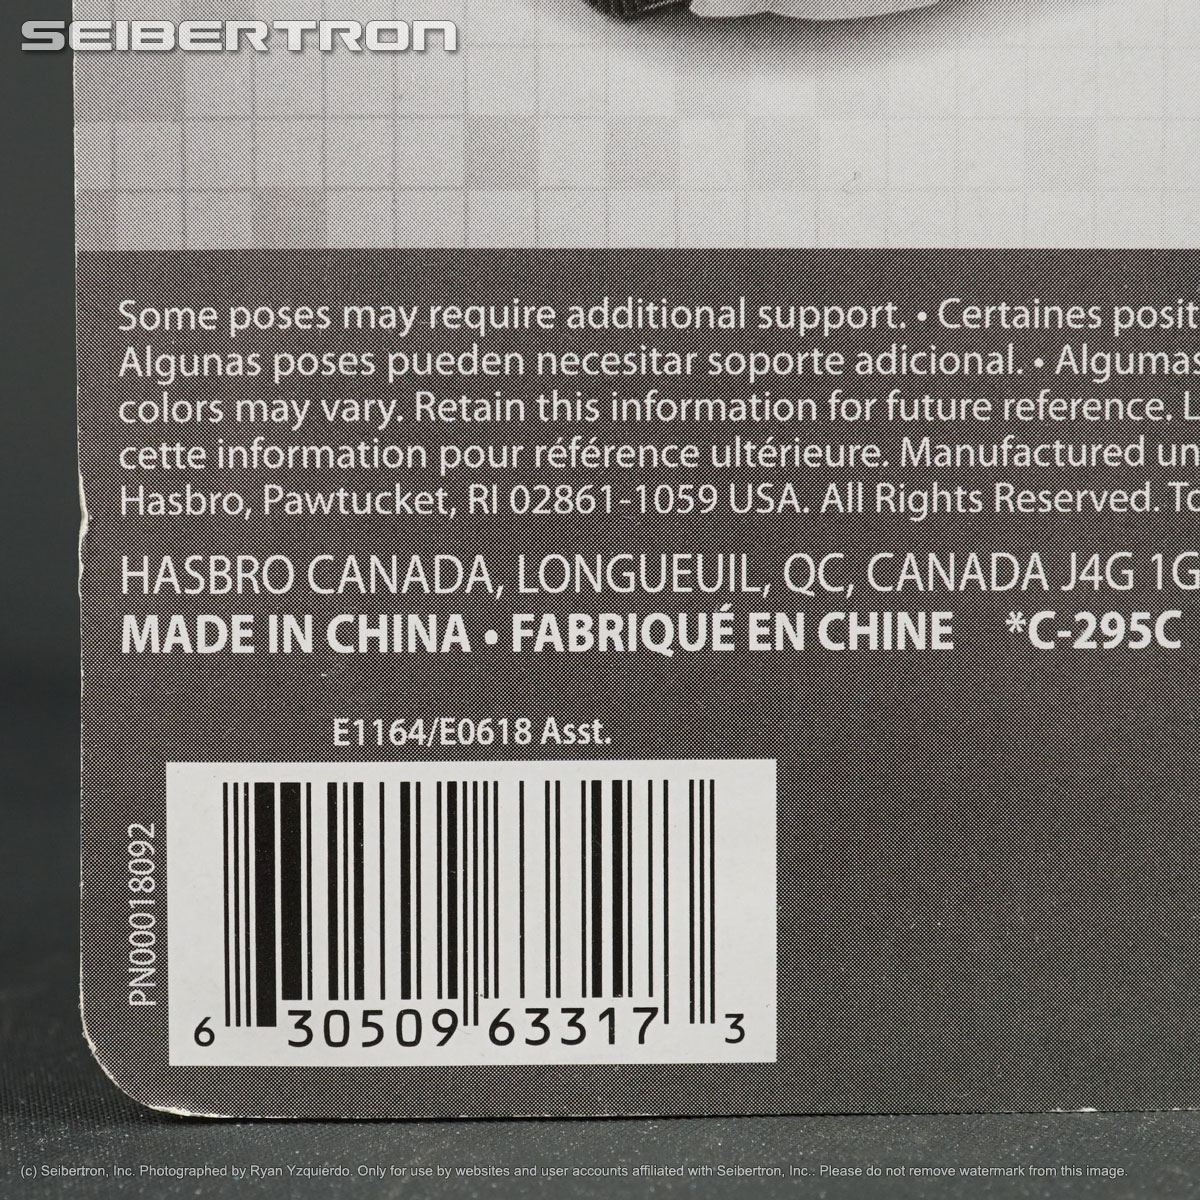 SEIBERTRON
Some poses may require additional support. • Certaines
Algunas poses pueden necesitar soporte adicional. • Algumas
colors may vary. Retain this information for future reference.
cette information pour référence ultérieure. Manufactured
Hasbro, Pawtucket, RI 02861-1059 USA. All Rights Reserved.
HASBRO CANADA, LONGUEUIL, QC, CANADA J4G
MADE IN CHINA • FABRIQUÉ EN CHINE *C-295C
E1164/E0618 Asst.
PN00018092
6 30509 63317 3
(c) Seibertron, Inc. Photographed by Ryan Yzquierdo. Only for use by websites and user accounts affiliated with Seibertron, Inc.. Please do not remove watermark from this image.